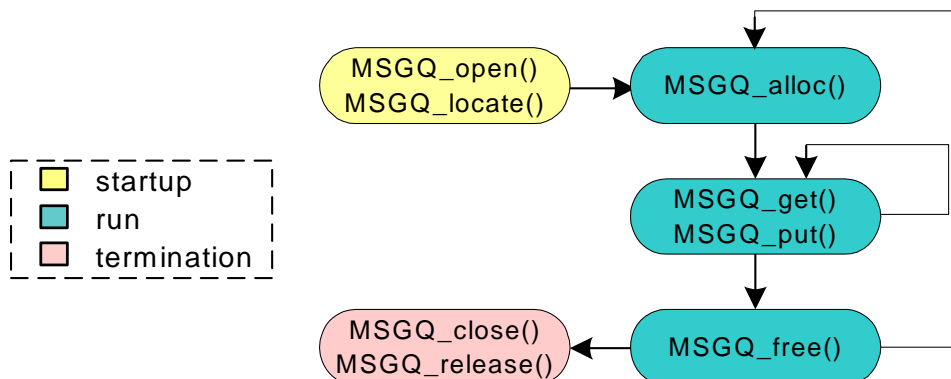 MSGQ_open()
MSGQ_locate()
MSGQ_alloc()
startup
run
termination
MSGQ_get()
MSGQ_put()
MSGQ_close()
MSGQ_release()
MSGQ_free()